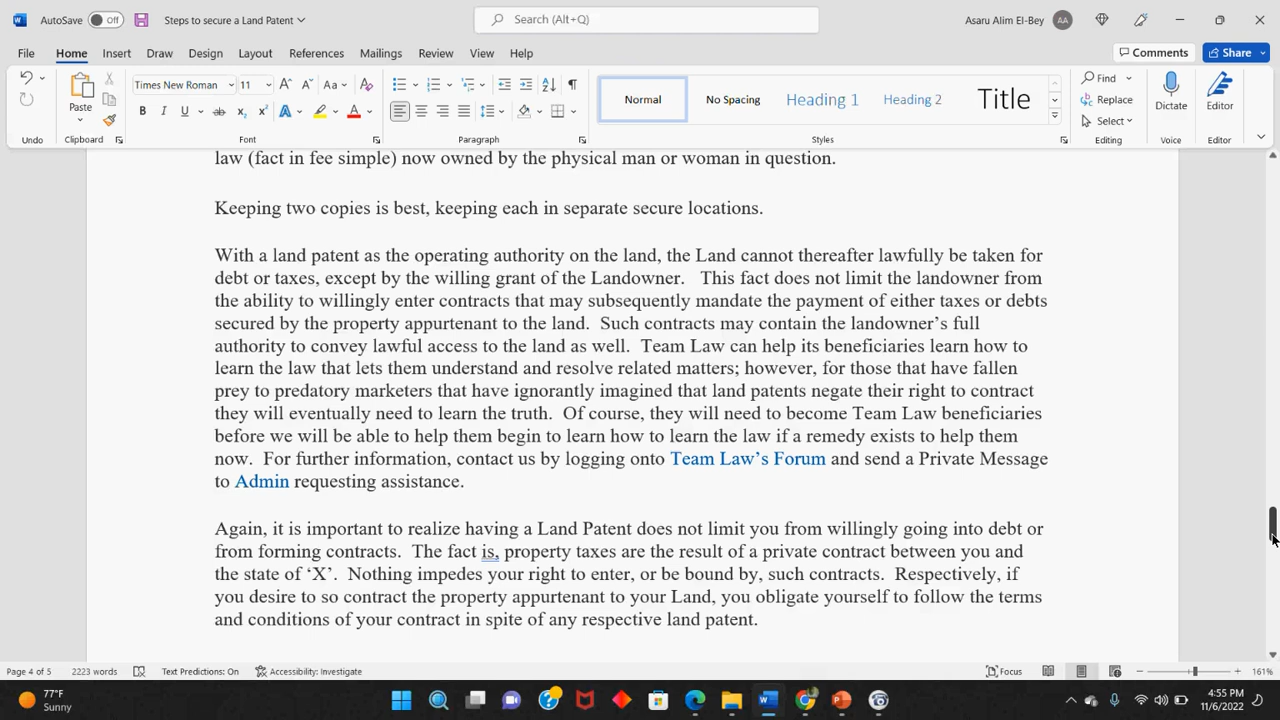 AutoSave Off Steps to secure a Land Patent Search (Alt+Q) Asaru Alim El-Bey AA
File Home Insert Draw Design Layout References Mailings Review View Help Comments Share
Times New Roman 11 Normal No Spacing Heading 1 Heading 2 Title Find
Paste Replace Dictate Editor
Select
Undo Clipboard Font Paragraph Styles Editing Voice Editor
law (fact in fee simple) now owned by the physical man or woman in question.
Keeping two copies is best, keeping each in separate secure locations.
With a land patent as the operating authority on the land, the Land cannot thereafter lawfully be taken for
debt or taxes, except by the willing grant of the Landowner. This fact does not limit the landowner from
the ability to willingly enter contracts that may subsequently mandate the payment of either taxes or debts
secured by the property appurtenant to the land. Such contracts may contain the landowner’s full
authority to convey lawful access to the land as well. Team Law can help its beneficiaries learn how to
learn the law that lets them understand and resolve related matters; however, for those that have fallen
prey to predatory marketers that have ignorantly imagined that land patents negate their right to contract
they will eventually need to learn the truth. Of course, they will need to become Team Law beneficiaries
before we will be able to help them begin to learn how to learn the law if a remedy exists to help them
now. For further information, contact us by logging onto Team Law’s Forum and send a Private Message
to Admin requesting assistance.
Again, it is important to realize having a Land Patent does not limit you from willingly going into debt or
from forming contracts. The fact is, property taxes are the result of a private contract between you and
the state of ‘X’. Nothing impedes your right to enter, or be bound by, such contracts. Respectively, if
you desire to so contract the property appurtenant to your Land, you obligate yourself to follow the terms
and conditions of your contract in spite of any respective land patent.
Page 4 of 5 2223 words Text Predictions: On Accessibility: Investigate Focus 161%
77°F 4:55 PM
Sunny 11/6/2022